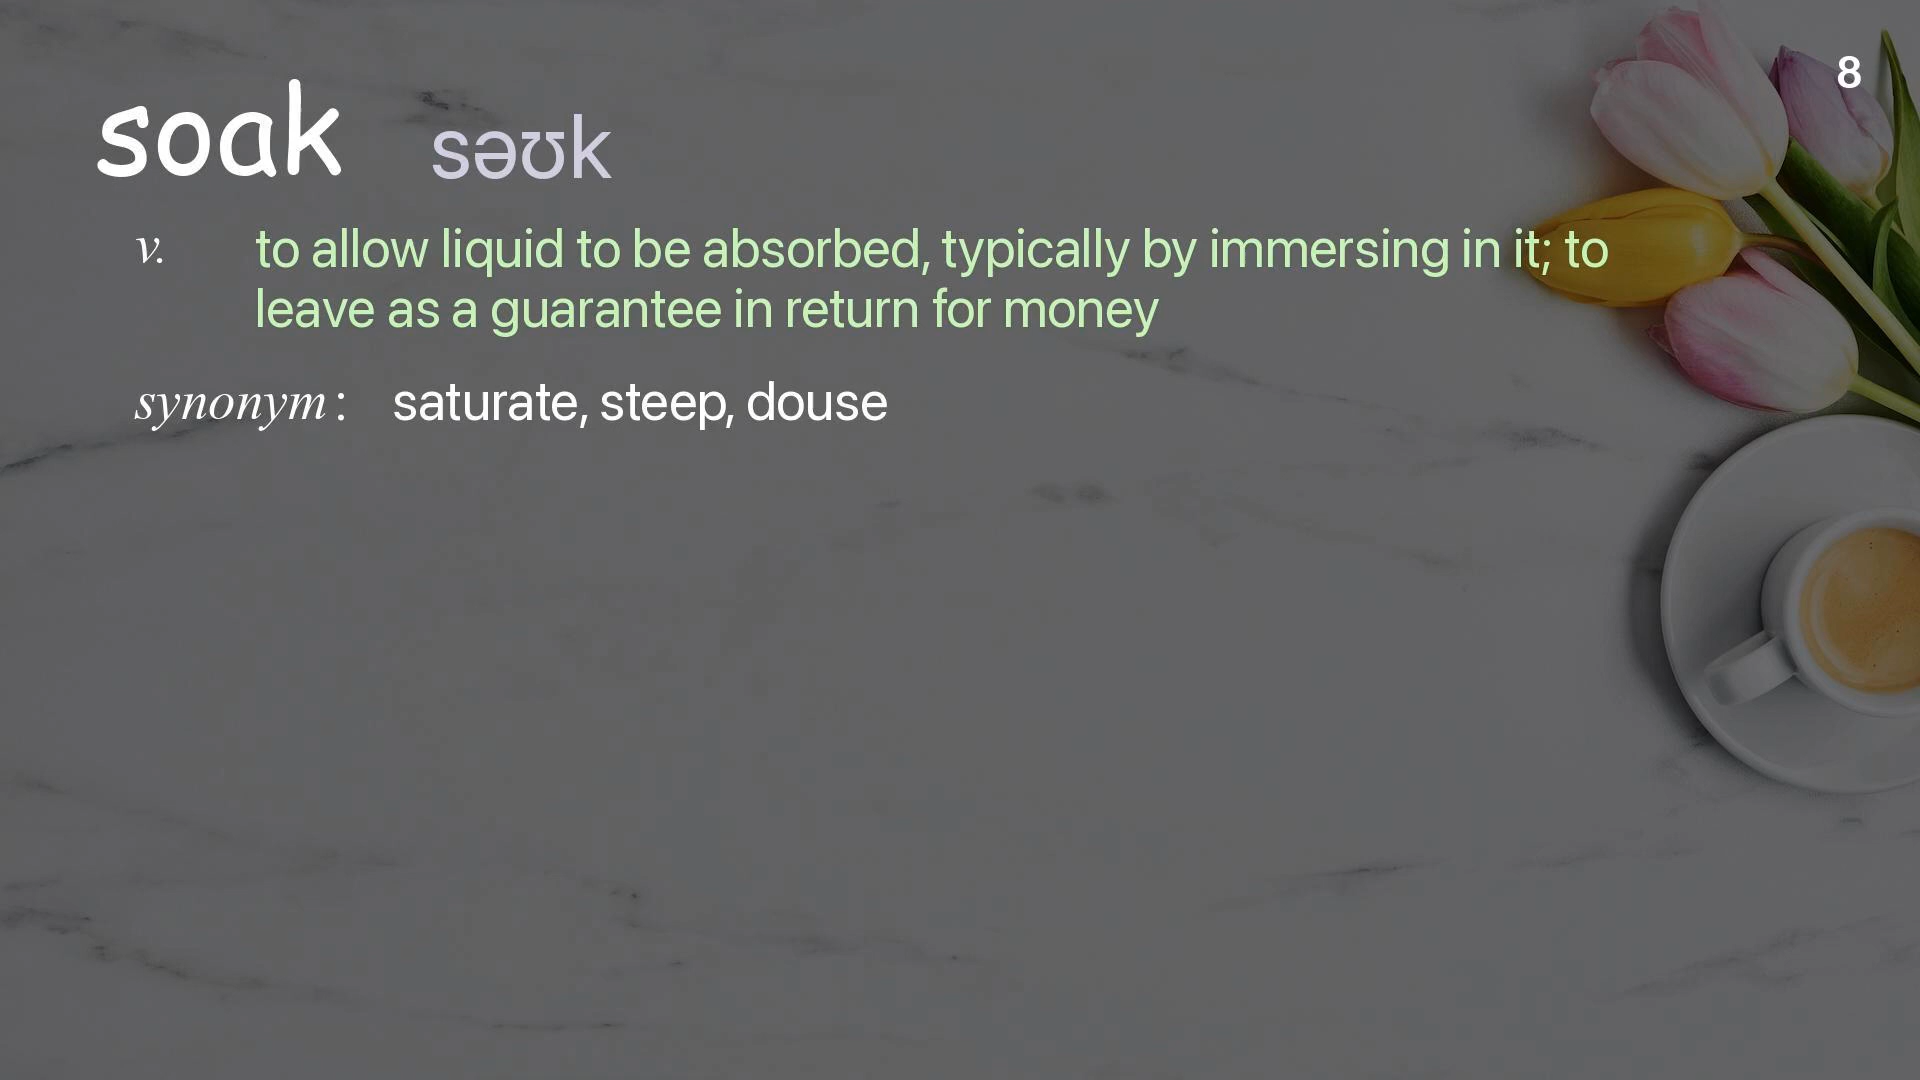 8
soak səʊk
v. to allow liquid to be absorbed, typically by immersing in it; to
leave as a guarantee in return for money
synonym : saturate, steep, douse